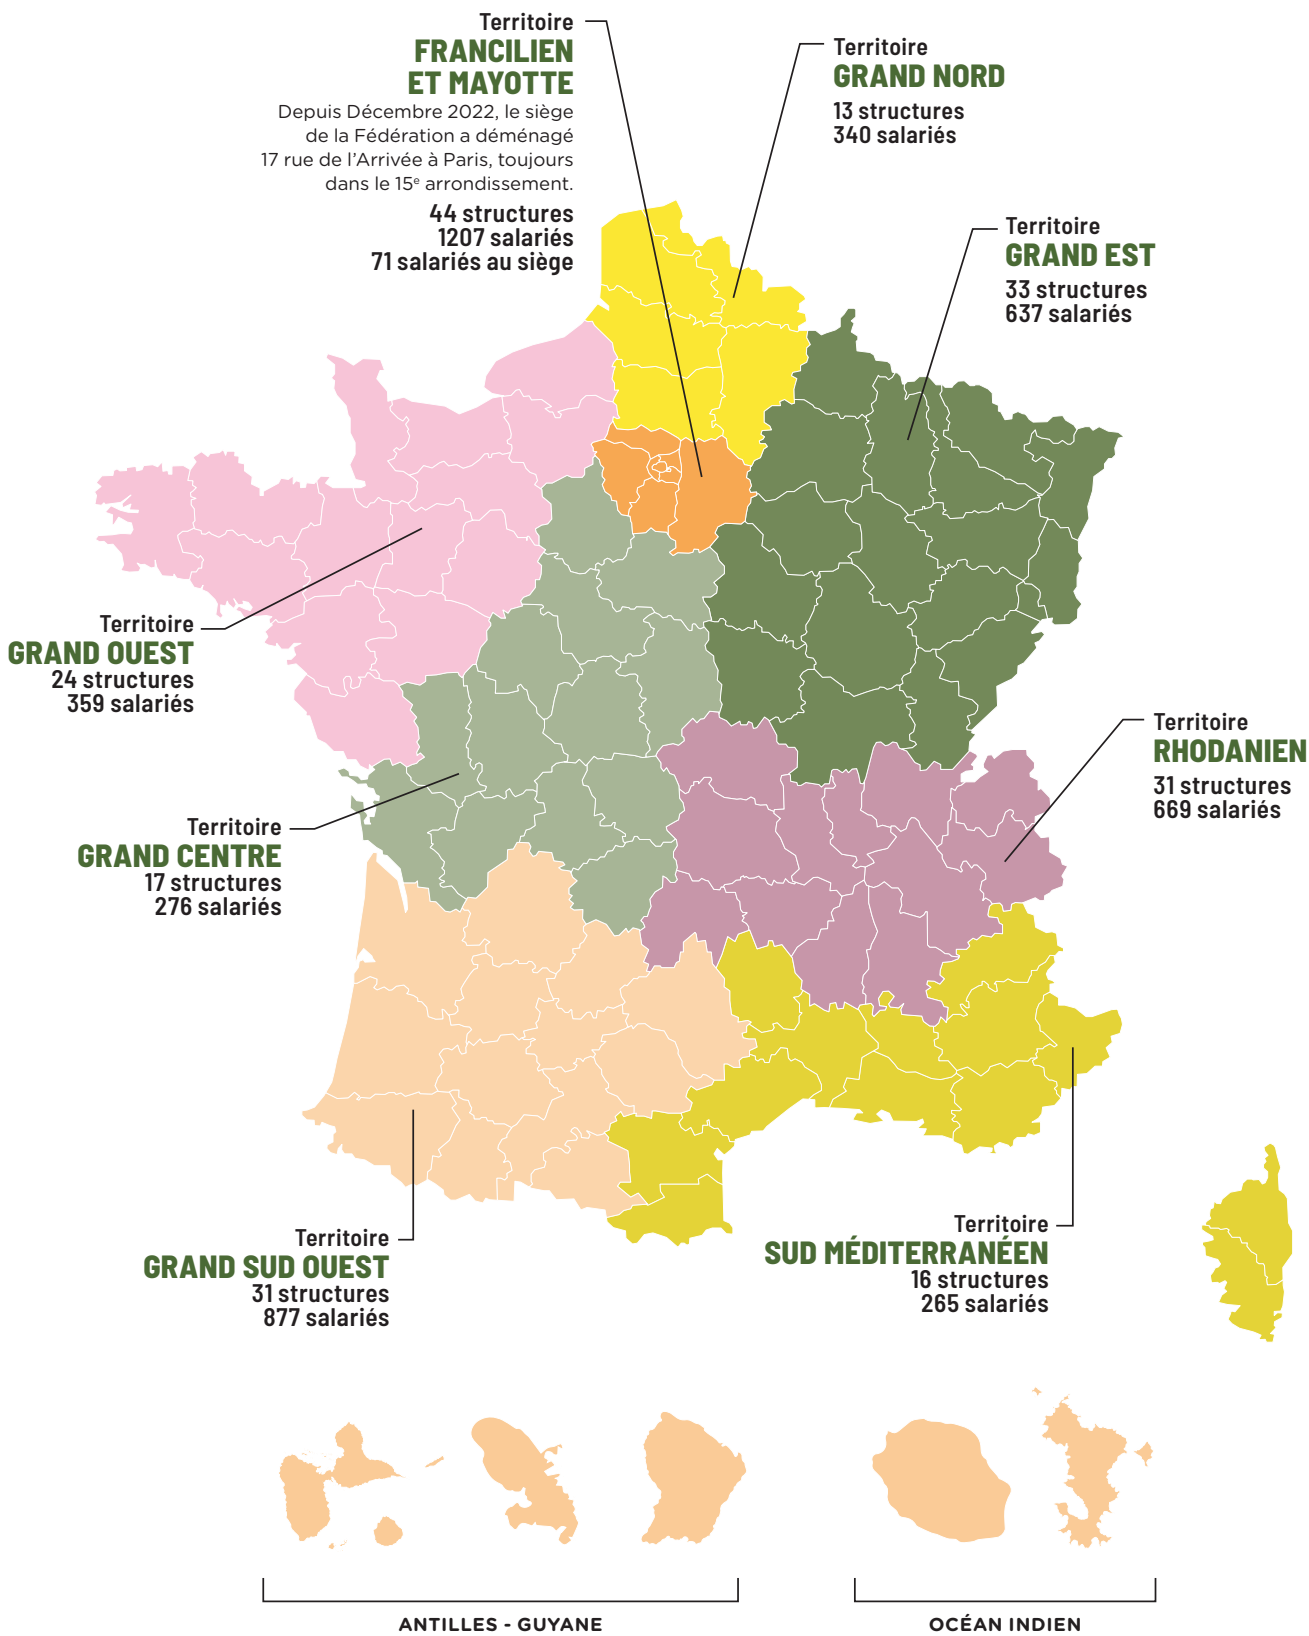 Territoire
FRANCILIEN
ET MAYOTTE
Depuis Décembre 2022, le siège
de la Fédération a déménagé
17 rue de l'Arrivée à Paris, toujours
dans le 15e arrondissement.
44 structures
1207 salariés
71 salariés au siège
Territoire
GRAND NORD
13 structures
340 salariés
Territoire
GRAND EST
33 structures
637 salariés
Territoire
GRAND OUEST
24 structures
359 salariés
Territoire
RHODANIEN
31 structures
669 salariés
Territoire
GRAND CENTRE
17 structures
276 salariés
Territoire
GRAND SUD OUEST
31 structures
877 salariés
Territoire
SUD MÉDITERRANÉEN
16 structures
265 salariés
ANTILLES - GUYANE
OCÉAN INDIEN